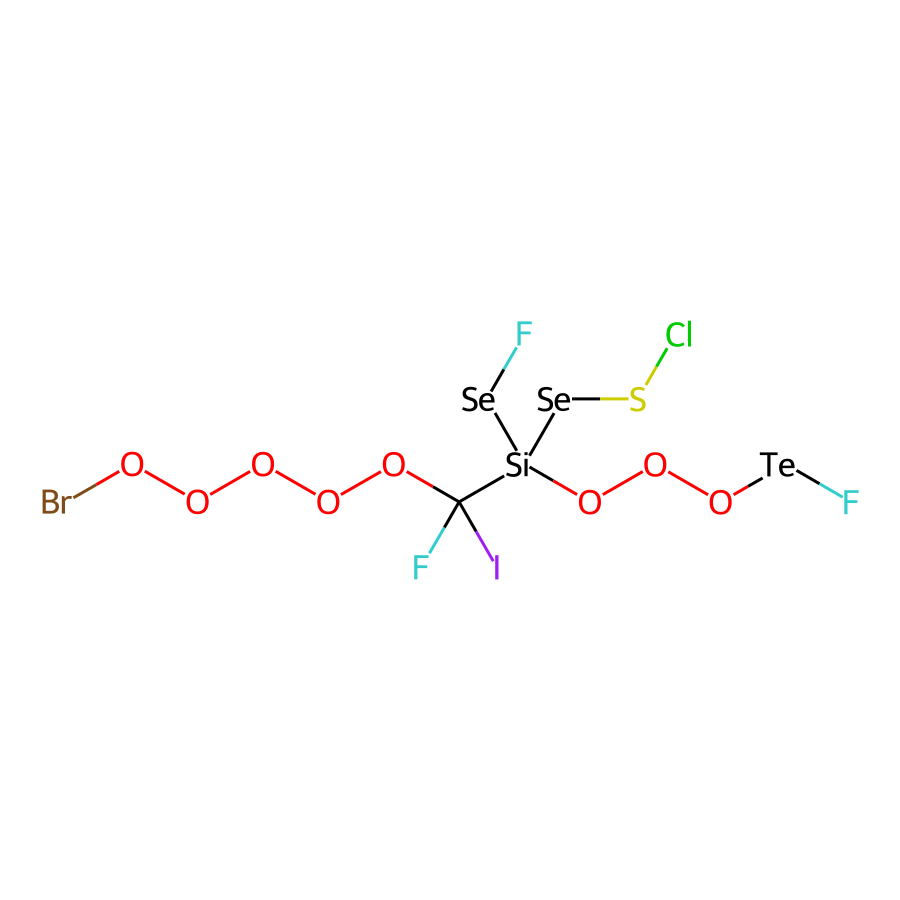 F
Cl
Se Se S
O O O Si O Te
Br O O O O F
F I